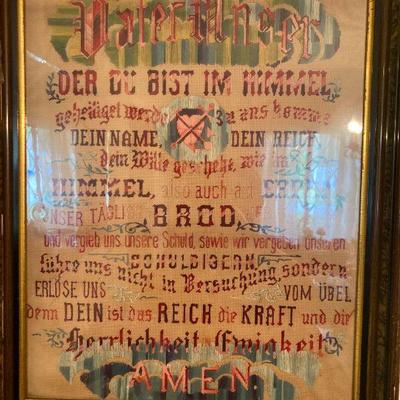 Vater Unser
DER DU BIST IM HIMMEL
geheiliget werde zu uns komme
DEIN NAME, DEIN REICH,
dein Wille geschehe, wie im
HIMMEL, also auch auf ERDEN
UNSER TÄGLICHES BROD
und vergieb uns unsere Schuld, sowie wir vergeben unseren
SCHULDIGERN
führe uns nicht in Versuchung, sondern
ERLÖSE UNS VOM ÜBEL
denn DEIN ist das REICH die KRAFT und die
Herrlichkeit Ewigkeit
AMEN.